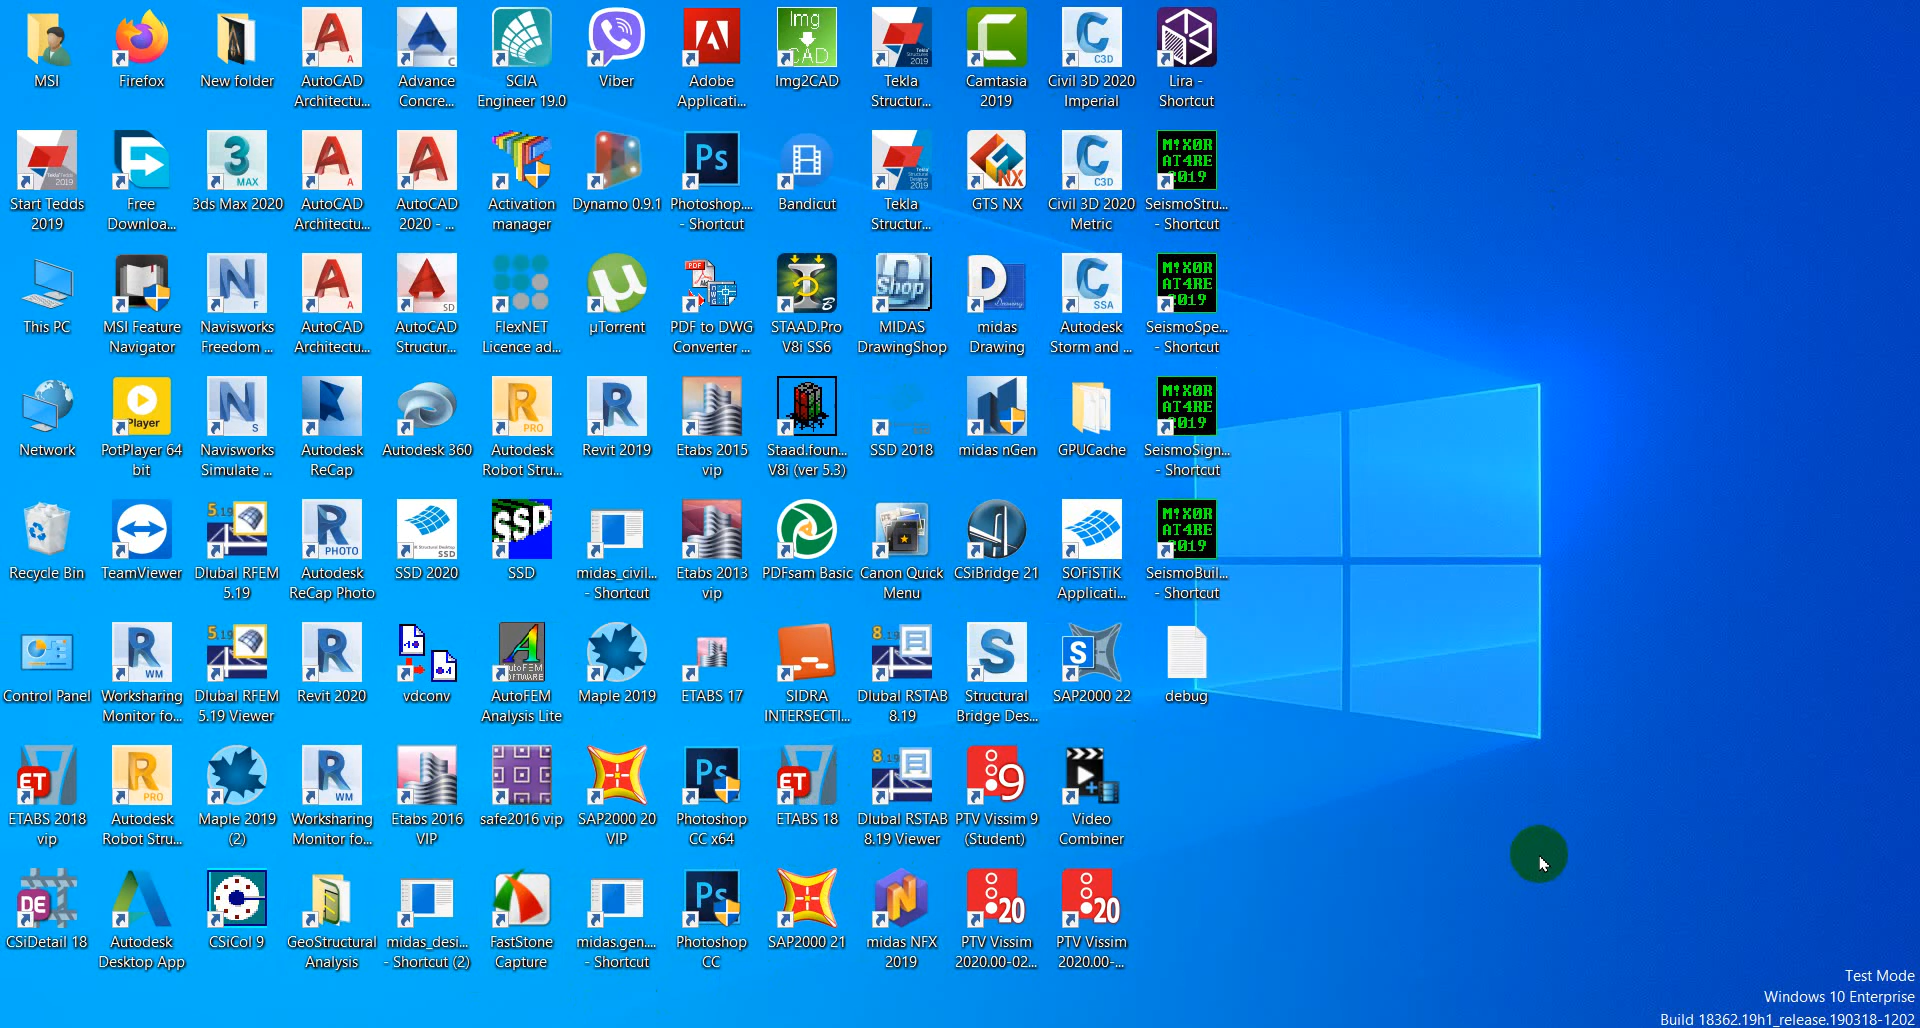 MSI
Firefox
New folder
AutoCAD
Architectu...
Advance
Concre...
SCIA
Engineer 19.0
Viber
Adobe
Applicati...
Img2CAD
Tekla
Structur...
Camtasia
2019
Civil 3D 2020
Imperial
Lira -
Shortcut
Start Tedds
2019
Free
Downloa...
3ds Max 2020
AutoCAD
Architectu...
AutoCAD
2020 - ...
Activation
manager
Dynamo 0.9.1
Photoshop....
- Shortcut
Bandicut
Tekla
Structur...
GTS NX
Civil 3D 2020
Metric
SeismoStru...
- Shortcut
This PC
MSI Feature
Navigator
Navisworks
Freedom ...
AutoCAD
Architectu...
AutoCAD
Structur...
FlexNET
Licence ad...
µTorrent
PDF to DWG
Converter ...
STAAD.Pro
V8i SS6
MIDAS
DrawingShop
midas
Drawing
Autodesk
Storm and ...
SeismoSpe...
- Shortcut
Network
PotPlayer 64
bit
Navisworks
Simulate ...
Autodesk
ReCap
Autodesk 360
Autodesk
Robot Stru...
Revit 2019
Etabs 2015
vip
Staad.foun...
V8i (ver 5.3)
SSD 2018
midas nGen
GPUCache
SeismoSign...
- Shortcut
Recycle Bin
TeamViewer
Dlubal RFEM
5.19
Autodesk
ReCap Photo
SSD 2020
SSD
midas_civil...
- Shortcut
Etabs 2013
vip
PDFsam Basic
Canon Quick
Menu
CSiBridge 21
SOFiSTiK
Applicati...
SeismoBuil...
- Shortcut
Control Panel
Worksharing
Monitor fo...
Dlubal RFEM
5.19 Viewer
Revit 2020
vdconv
AutoFEM
Analysis Lite
Maple 2019
ETABS 17
SIDRA
INTERSECTI...
Dlubal RSTAB
8.19
Structural
Bridge Des...
SAP2000 22
debug
ETABS 2018
vip
Autodesk
Robot Stru...
Maple 2019
(2)
Worksharing
Monitor fo...
Etabs 2016
VIP
safe2016 vip
SAP2000 20
VIP
Photoshop
CC x64
ETABS 18
Dlubal RSTAB
8.19 Viewer
PTV Vissim 9
(Student)
Video
Combiner
CSiDetail 18
Autodesk
Desktop App
CSiCol 9
GeoStructural
Analysis
midas_desi...
- Shortcut (2)
FastStone
Capture
midas.gen....
- Shortcut
Photoshop
CC
SAP2000 21
midas NFX
2019
PTV Vissim
2020.00-02...
PTV Vissim
2020.00-...
Test Mode
Windows 10 Enterprise
Build 18362.19h1_release.190318-1202